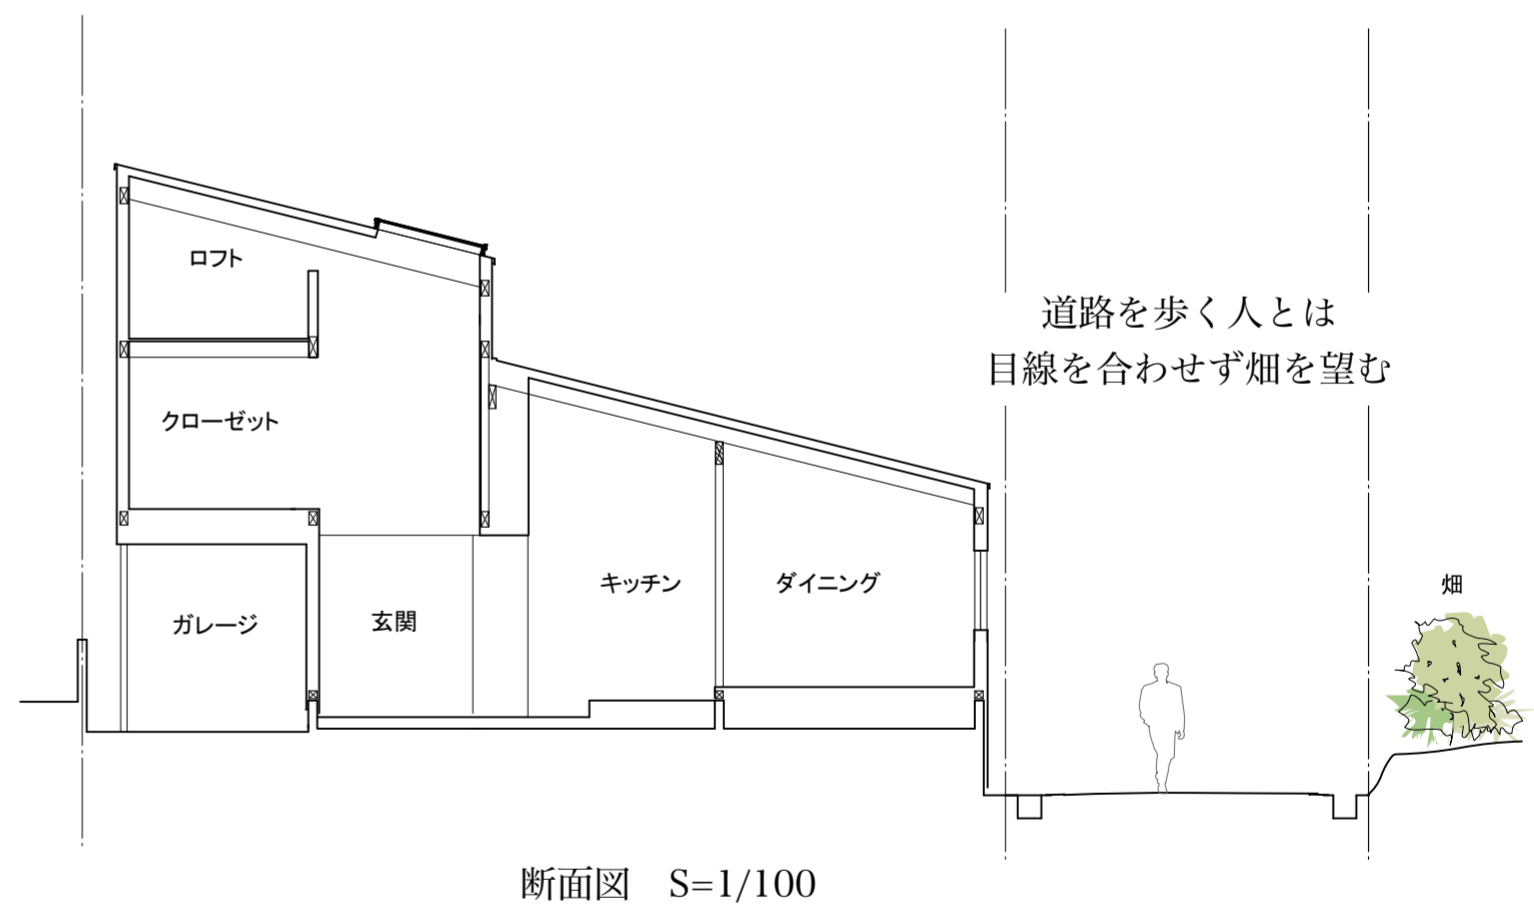 ロフト
道路を歩く人とは
目線を合わせず畑を望む
クローゼット
キッチン
ダイニング
畑
ガレージ
玄関
断面図　S=1/100